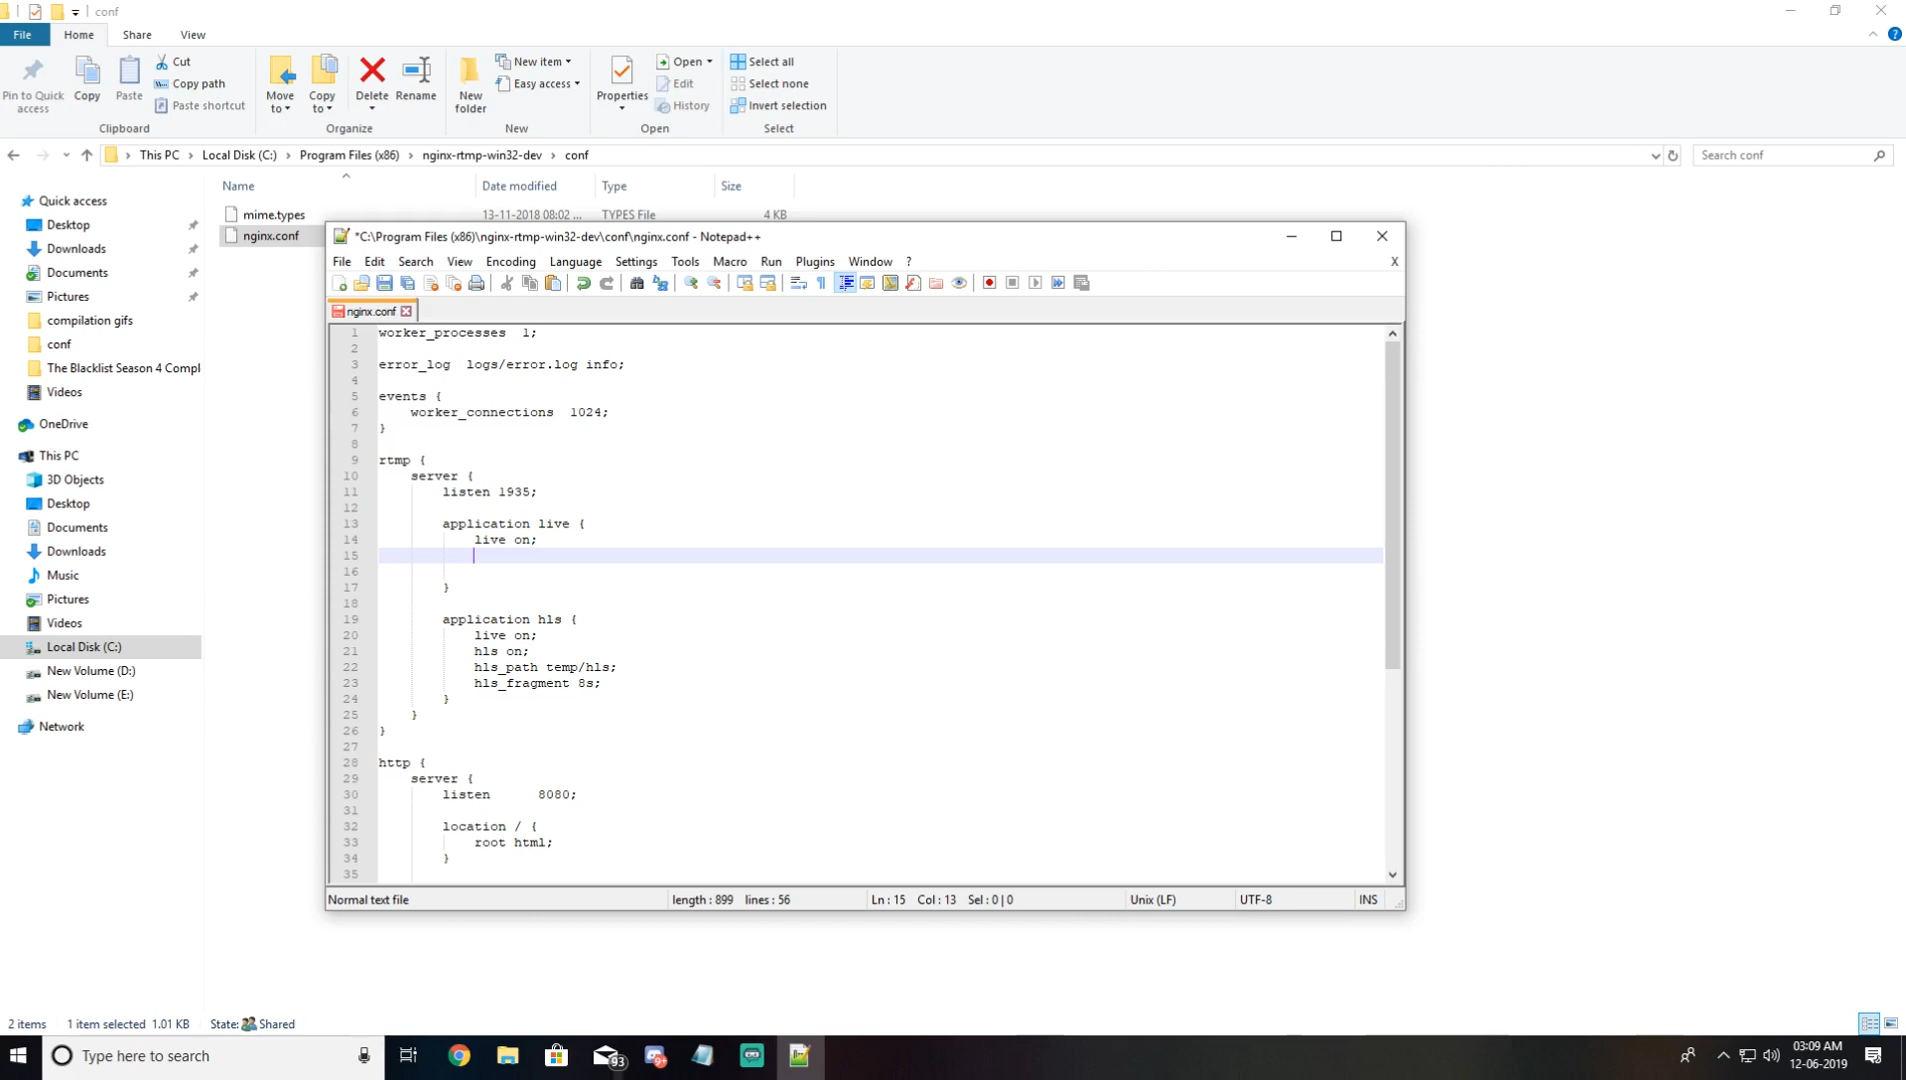 conf
File Home Share View
Pin to Quick access
Copy
Paste
Cut
Copy path
Paste shortcut
Clipboard
Move to
Copy to
Delete
Rename
Organize
New folder
New item
Easy access
New
Properties
Open
Edit
History
Open
Select all
Select none
Invert selection
Select
This PC › Local Disk (C:) › Program Files (x86) › nginx-rtmp-win32-dev › conf
Search conf
Name Date modified Type Size
mime.types 13-11-2018 08:02 ... TYPES File 4 KB
nginx.conf
Quick access
Desktop
Downloads
Documents
Pictures
compilation gifs
conf
The Blacklist Season 4 Compl
Videos
OneDrive
This PC
3D Objects
Desktop
Documents
Downloads
Music
Pictures
Videos
Local Disk (C:)
New Volume (D:)
New Volume (E:)
Network
*C:\Program Files (x86)\nginx-rtmp-win32-dev\conf\nginx.conf - Notepad++
File Edit Search View Encoding Language Settings Tools Macro Run Plugins Window ? X
nginx.conf
1 worker_processes  1;
2
3 error_log  logs/error.log info;
4
5 events {
6     worker_connections  1024;
7 }
8
9 rtmp {
10     server {
11         listen 1935;
12
13         application live {
14             live on;
15
16
17         }
18
19         application hls {
20             live on;
21             hls on;
22             hls_path temp/hls;
23             hls_fragment 8s;
24         }
25     }
26 }
27
28 http {
29     server {
30         listen      8080;
31
32         location / {
33             root html;
34         }
35
Normal text file length : 899 lines : 56 Ln : 15 Col : 13 Sel : 0 | 0 Unix (LF) UTF-8 INS
2 items 1 item selected 1.01 KB State: Shared
Type here to search
93
9+
03:09 AM
12-06-2019